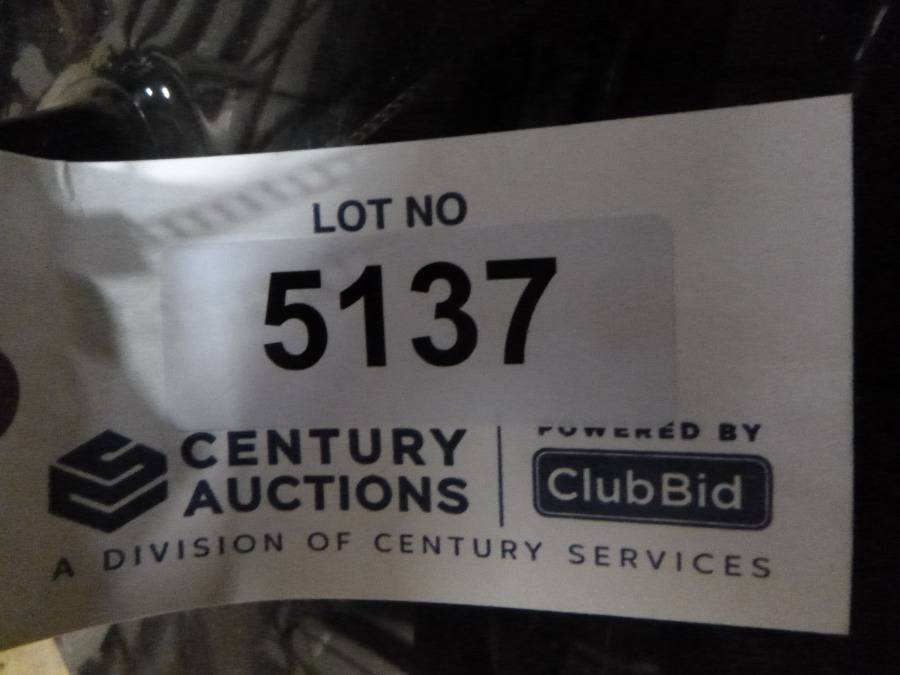 LOT NO
5137
CENTURY
AUCTIONS
POWERED BY
ClubBid
A DIVISION OF CENTURY SERVICES